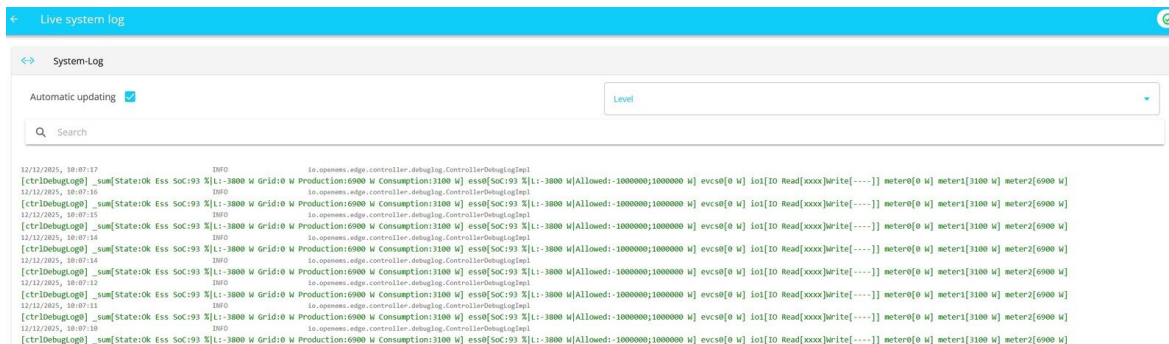 Live system log
System-Log
Automatic updating
Level
Search
12/12/2025, 10:07:17 INFO io.openems.edge.controller.debuglog.ControllerDebugLogImpl
[ctrlDebugLog0] _sum[State:Ok Ess SoC:93 %|L:-3800 W Grid:0 W Production:6900 W Consumption:3100 W] ess0[SoC:93 %|L:-3800 W|Allowed:-1000000;1000000 W] evcs0[0 W] io1[IO Read[xxxx]Write[----]] meter0[0 W] meter1[3100 W] meter2[6900 W]
12/12/2025, 10:07:16 INFO io.openems.edge.controller.debuglog.ControllerDebugLogImpl
[ctrlDebugLog0] _sum[State:Ok Ess SoC:93 %|L:-3800 W Grid:0 W Production:6900 W Consumption:3100 W] ess0[SoC:93 %|L:-3800 W|Allowed:-1000000;1000000 W] evcs0[0 W] io1[IO Read[xxxx]Write[----]] meter0[0 W] meter1[3100 W] meter2[6900 W]
12/12/2025, 10:07:15 INFO io.openems.edge.controller.debuglog.ControllerDebugLogImpl
[ctrlDebugLog0] _sum[State:Ok Ess SoC:93 %|L:-3800 W Grid:0 W Production:6900 W Consumption:3100 W] ess0[SoC:93 %|L:-3800 W|Allowed:-1000000;1000000 W] evcs0[0 W] io1[IO Read[xxxx]Write[----]] meter0[0 W] meter1[3100 W] meter2[6900 W]
12/12/2025, 10:07:14 INFO io.openems.edge.controller.debuglog.ControllerDebugLogImpl
[ctrlDebugLog0] _sum[State:Ok Ess SoC:93 %|L:-3800 W Grid:0 W Production:6900 W Consumption:3100 W] ess0[SoC:93 %|L:-3800 W|Allowed:-1000000;1000000 W] evcs0[0 W] io1[IO Read[xxxx]Write[----]] meter0[0 W] meter1[3100 W] meter2[6900 W]
12/12/2025, 10:07:14 INFO io.openems.edge.controller.debuglog.ControllerDebugLogImpl
[ctrlDebugLog0] _sum[State:Ok Ess SoC:93 %|L:-3800 W Grid:0 W Production:6900 W Consumption:3100 W] ess0[SoC:93 %|L:-3800 W|Allowed:-1000000;1000000 W] evcs0[0 W] io1[IO Read[xxxx]Write[----]] meter0[0 W] meter1[3100 W] meter2[6900 W]
12/12/2025, 10:07:12 INFO io.openems.edge.controller.debuglog.ControllerDebugLogImpl
[ctrlDebugLog0] _sum[State:Ok Ess SoC:93 %|L:-3800 W Grid:0 W Production:6900 W Consumption:3100 W] ess0[SoC:93 %|L:-3800 W|Allowed:-1000000;1000000 W] evcs0[0 W] io1[IO Read[xxxx]Write[----]] meter0[0 W] meter1[3100 W] meter2[6900 W]
12/12/2025, 10:07:11 INFO io.openems.edge.controller.debuglog.ControllerDebugLogImpl
[ctrlDebugLog0] _sum[State:Ok Ess SoC:93 %|L:-3800 W Grid:0 W Production:6900 W Consumption:3100 W] ess0[SoC:93 %|L:-3800 W|Allowed:-1000000;1000000 W] evcs0[0 W] io1[IO Read[xxxx]Write[----]] meter0[0 W] meter1[3100 W] meter2[6900 W]
12/12/2025, 10:07:10 INFO io.openems.edge.controller.debuglog.ControllerDebugLogImpl
[ctrlDebugLog0] _sum[State:Ok Ess SoC:93 %|L:-3800 W Grid:0 W Production:6900 W Consumption:3100 W] ess0[SoC:93 %|L:-3800 W|Allowed:-1000000;1000000 W] evcs0[0 W] io1[IO Read[xxxx]Write[----]] meter0[0 W] meter1[3100 W] meter2[6900 W]